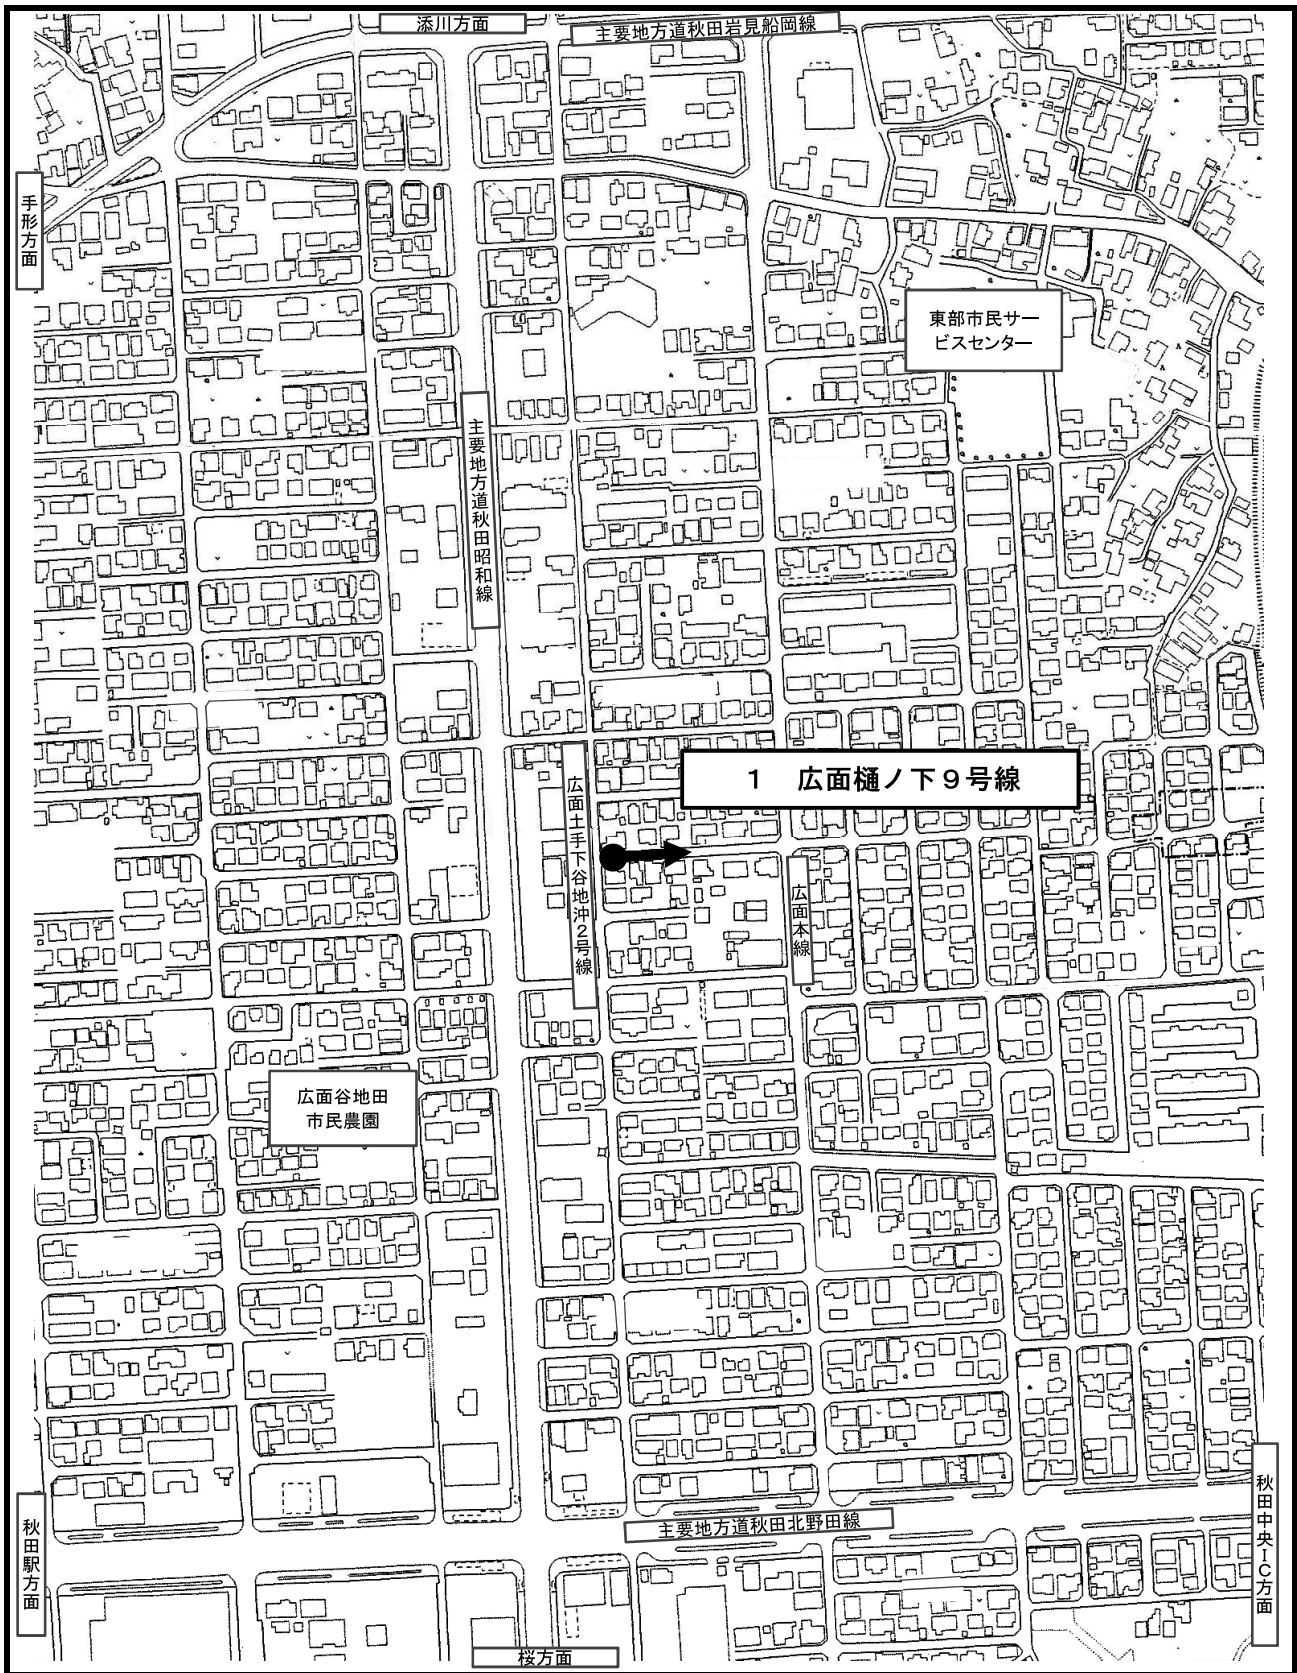 添川方面
主要地方道秋田岩見船岡線
手形方面
東部市民サー
ビスセンター
主要地方道秋田昭和線
1　広面樋ノ下9号線
広面土手下谷地沖2号線
広面本線
広面谷地田
市民農園
主要地方道秋田北野田線
秋田駅方面
秋田中央IC方面
桜方面